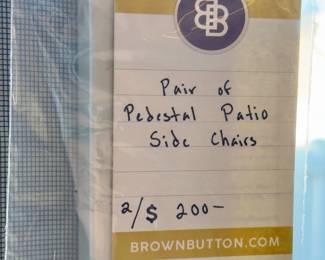 BB
Pair of
Pedestal Patio
Side Chairs
2/$ 200-
BROWNBUTTON.COM